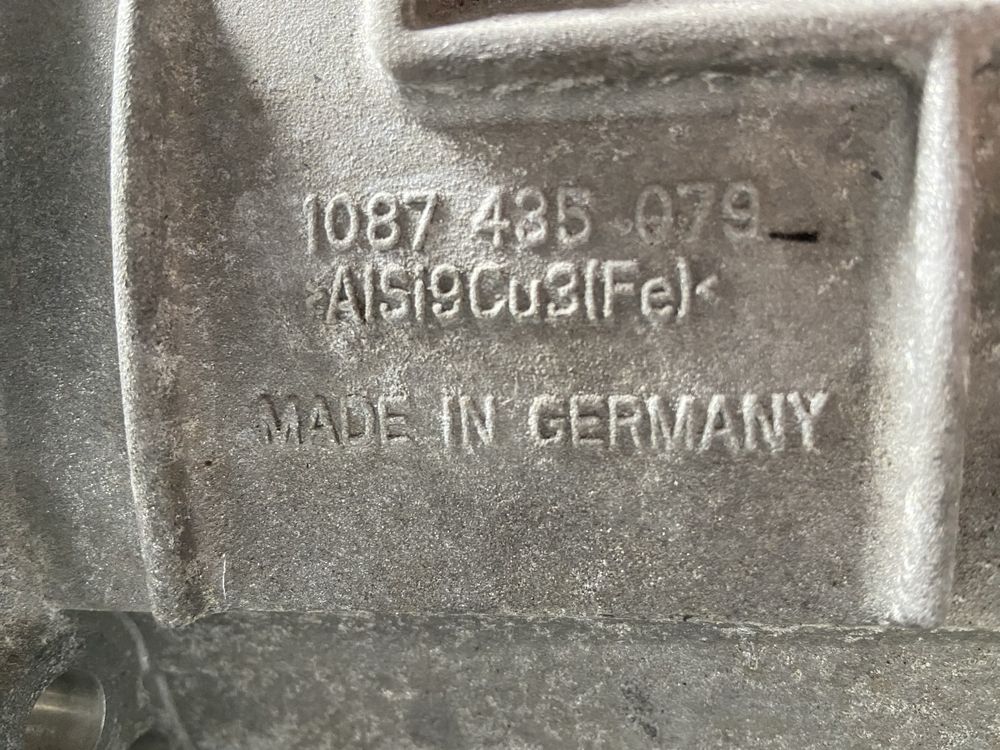 1087 435 079
>AlSi9Cu3(Fe)<
MADE IN GERMANY